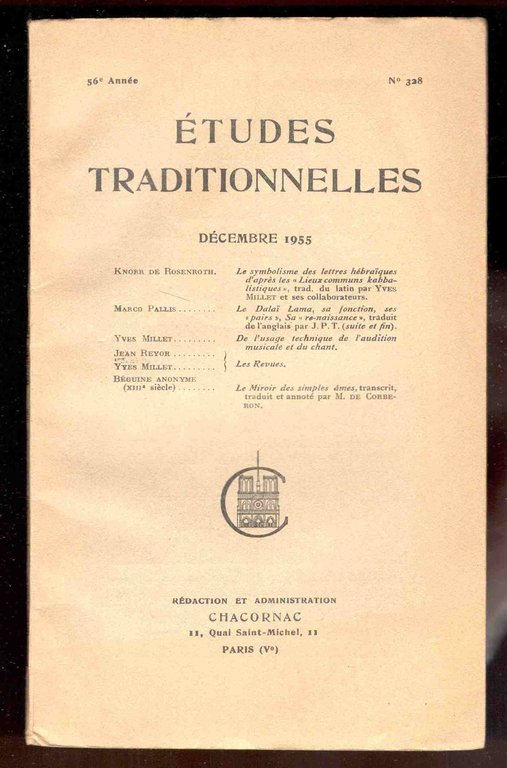 56e Année
Nº 328
ÉTUDES
TRADITIONNELLES
DÉCEMBRE 1955
KNORR DE ROSENROTH. Le symbolisme des lettres hébraïques
d'après les « Lieux communs kabba-
listiques », trad. du latin par YVES
MILLET et ses collaborateurs.
MARCO PALLIS........ Le Dalaï Lama, sa fonction, ses
« pairs », Sa « re-naissance », traduit
de l'anglais par J. P. T. (suite et fin).
YVES MILLET......... De l'usage technique de l'audition
musicale et du chant.
JEAN REYOR .........
YVES MILLET......... Les Revues.
BÉGUINE ANONYME
(XIIIe siècle)........ Le Miroir des simples âmes, transcrit,
traduit et annoté par M. DE CORBE-
RON.
RÉDACTION ET ADMINISTRATION
CHACORNAC
11, Quai Saint-Michel, 11
PARIS (Vº)